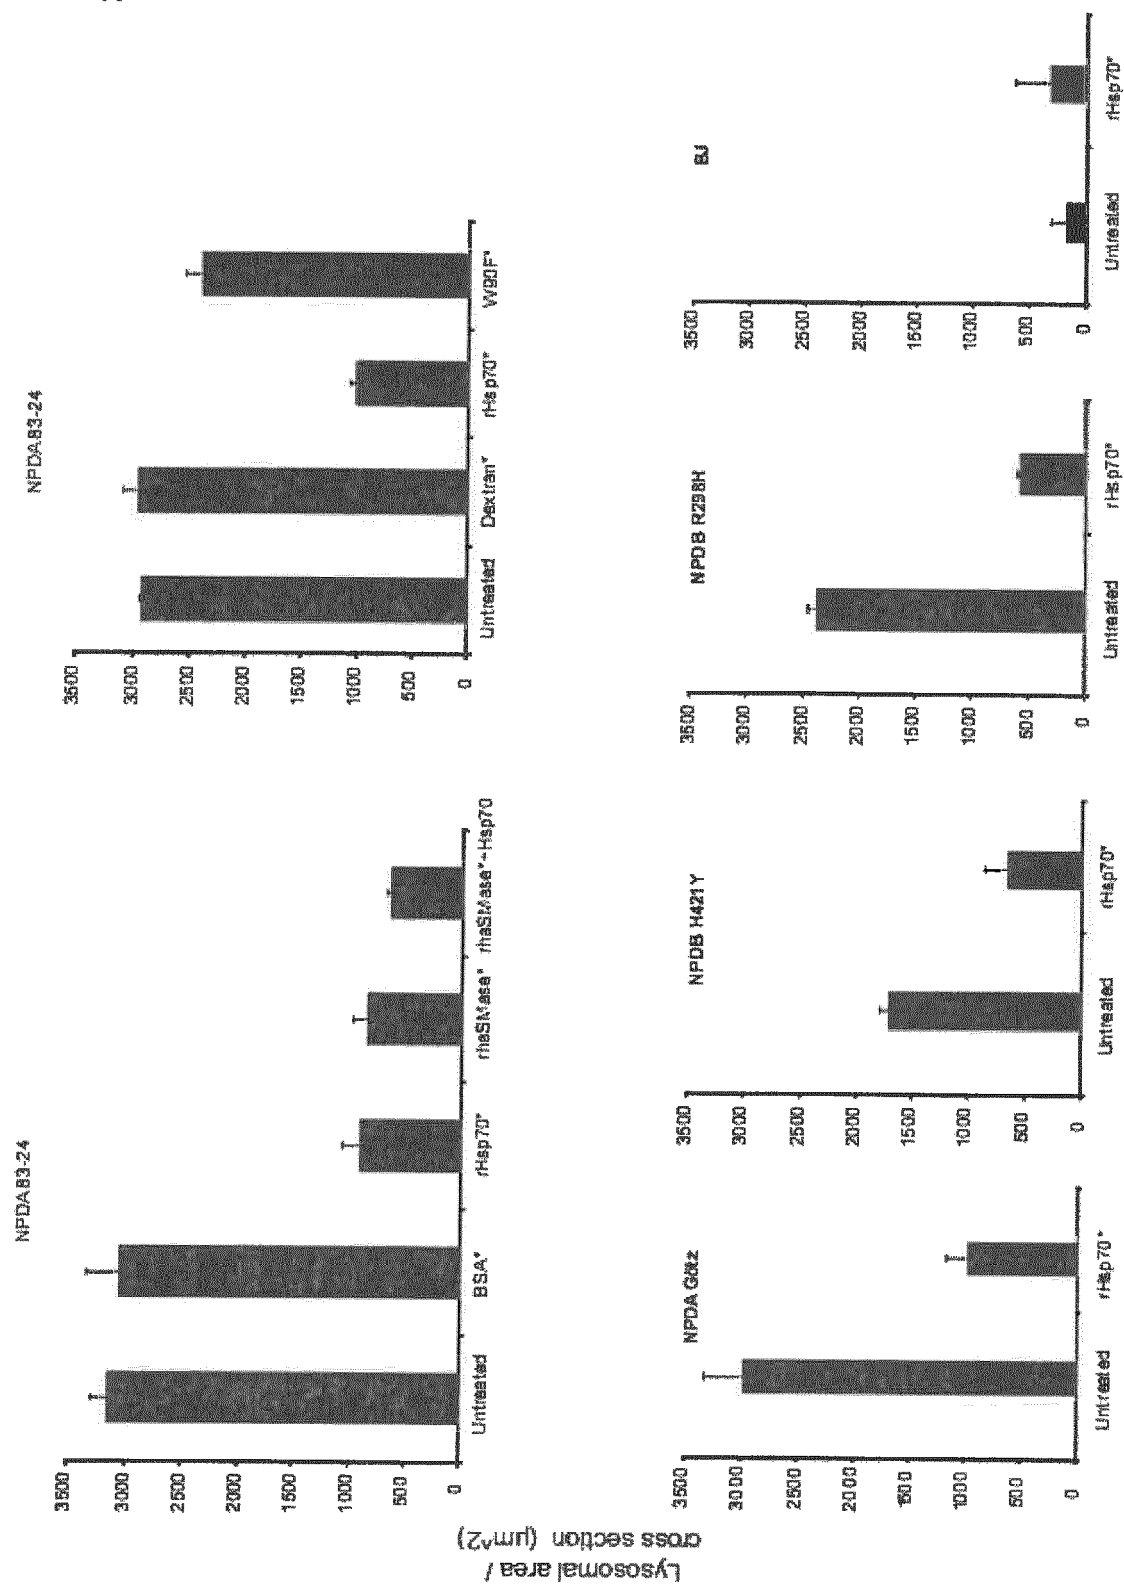 Lysosomal area /
cross section (µm^2)
NPDA83-24
3500
3000
2500
2000
1500
1000
500
0
Untreated
BSA*
rHsp70*
rhaSMase*
rhaSMase*+Hsp70
NPDA83-24
3500
3000
2500
2000
1500
1000
500
0
Untreated
Dextran*
rHsp70*
W90F*
NPDA Götz
3500
3000
2500
2000
1500
1000
500
0
Untreated
rHsp70*
NPDB H421Y
3500
3000
2500
2000
1500
1000
500
0
Untreated
rHsp70*
NPDB R298H
3500
3000
2500
2000
1500
1000
500
0
Untreated
rHsp70*
BJ
3500
3000
2500
2000
1500
1000
500
0
Untreated
rHsp70*